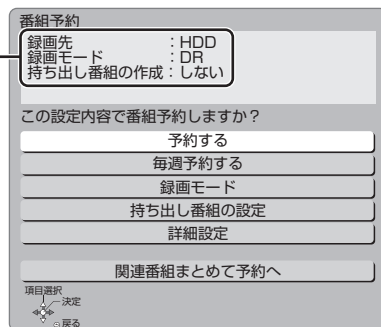 番組予約
録画先　　　　　：HDD
録画モード　　　：DR
持ち出し番組の作成：しない
この設定内容で番組予約しますか？
予約する
毎週予約する
録画モード
持ち出し番組の設定
詳細設定
関連番組まとめて予約へ
項目選択
決定
戻る